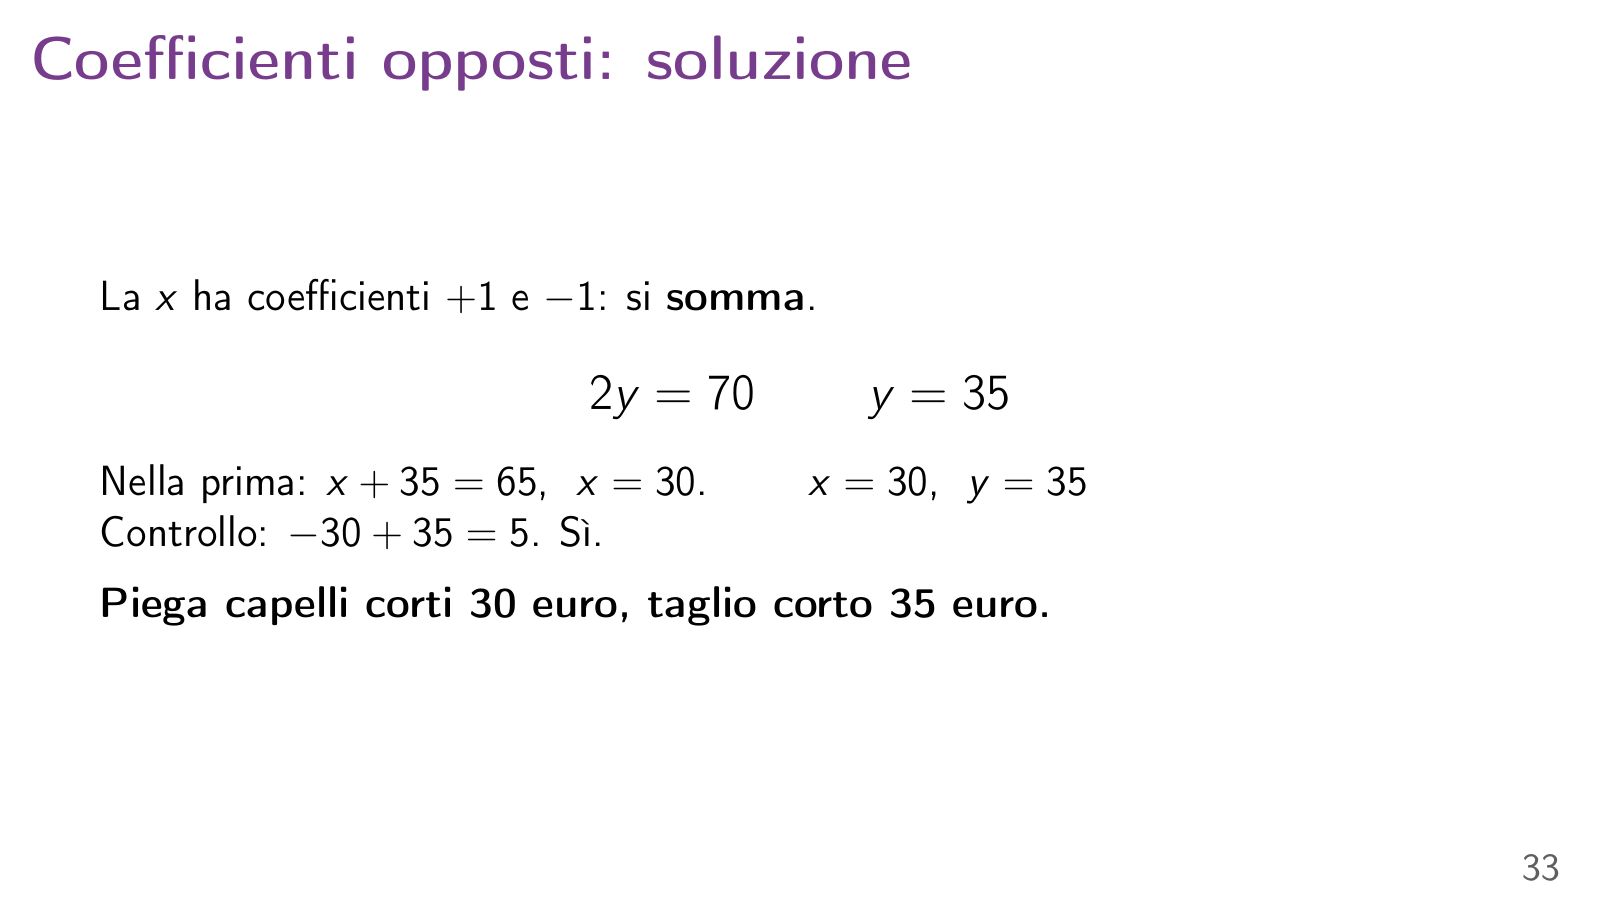 Coefficienti opposti: soluzione
La x ha coefficienti +1 e −1: si somma.
2y = 70 y = 35
Nella prima: x + 35 = 65, x = 30. x = 30, y = 35
Controllo: −30 + 35 = 5. Sì.
Piega capelli corti 30 euro, taglio corto 35 euro.
33